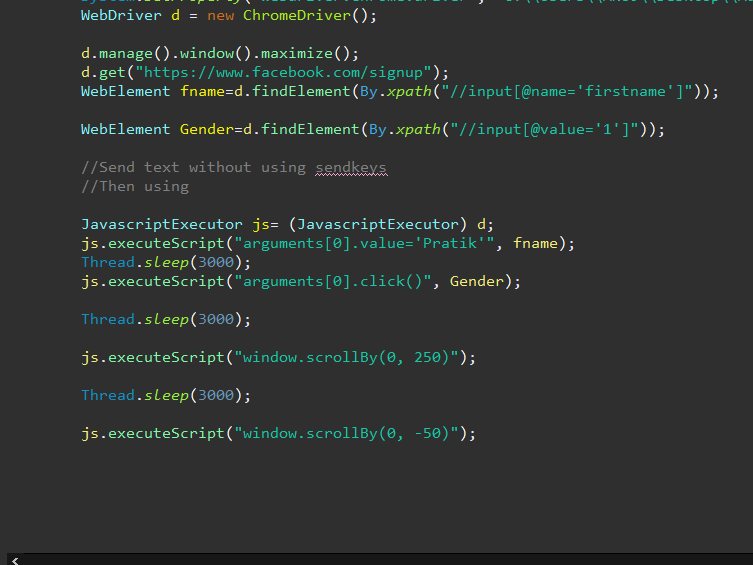 WebDriver d = new ChromeDriver();
d.manage().window().maximize();
d.get("https://www.facebook.com/signup");
WebElement fname=d.findElement(By.xpath("//input[@name='firstname']"));
WebElement Gender=d.findElement(By.xpath("//input[@value='1']"));
//Send text without using sendkeys
//Then using
JavascriptExecutor js= (JavascriptExecutor) d;
js.executeScript("arguments[0].value='Pratik'", fname);
Thread.sleep(3000);
js.executeScript("arguments[0].click()", Gender);
Thread.sleep(3000);
js.executeScript("window.scrollBy(0, 250)");
Thread.sleep(3000);
js.executeScript("window.scrollBy(0, -50)");